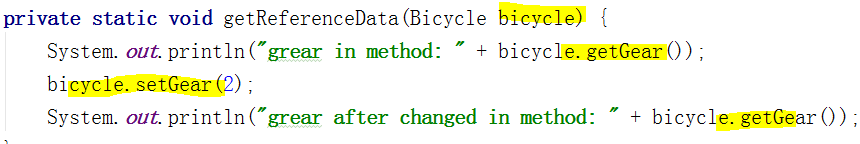 private static void getReferenceData(Bicycle bicycle) {
System.out.println("grear in method: " + bicycle.getGear());
bicycle.setGear(2);
System.out.println("grear after changed in method: " + bicycle.getGear());